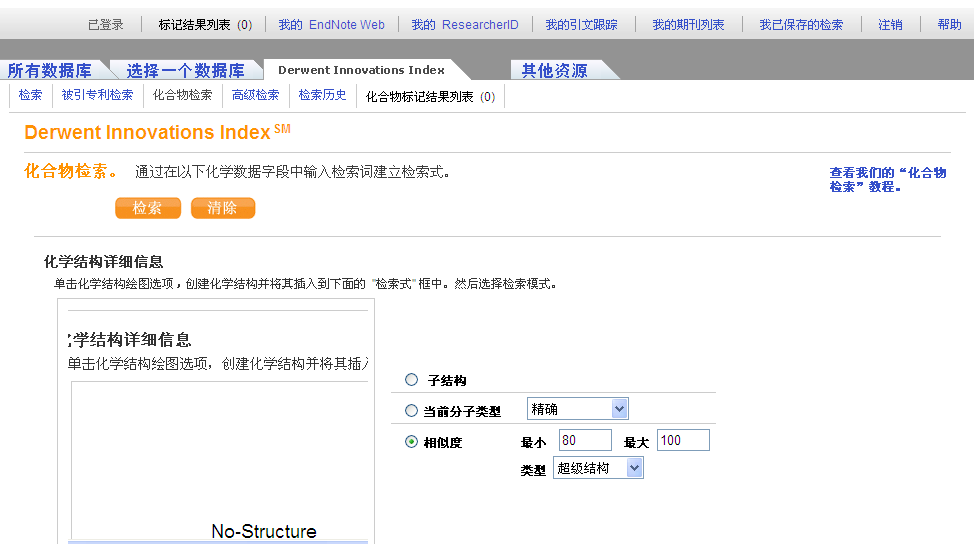 已登录 标记结果列表 (0) 我的 EndNote Web 我的 ResearcherID 我的引文跟踪 我的期刊列表 我已保存的检索 注销 帮助
所有数据库 选择一个数据库 Derwent Innovations Index 其他资源
检索 被引专利检索 化合物检索 高级检索 检索历史 化合物标记结果列表 (0)
Derwent Innovations Index SM
化合物检索。 通过在以下化学数据字段中输入检索词建立检索式。
查看我们的“化合物
检索”教程。
检索 清除
化学结构详细信息
单击化学结构绘图选项，创建化学结构并将其插入到下面的 "检索式" 框中。然后选择检索模式。
学结构详细信息
单击化学结构绘图选项，创建化学结构并将其插
No-Structure
子结构
当前分子类型 精确
相似度 最小 80 最大 100
类型 超级结构